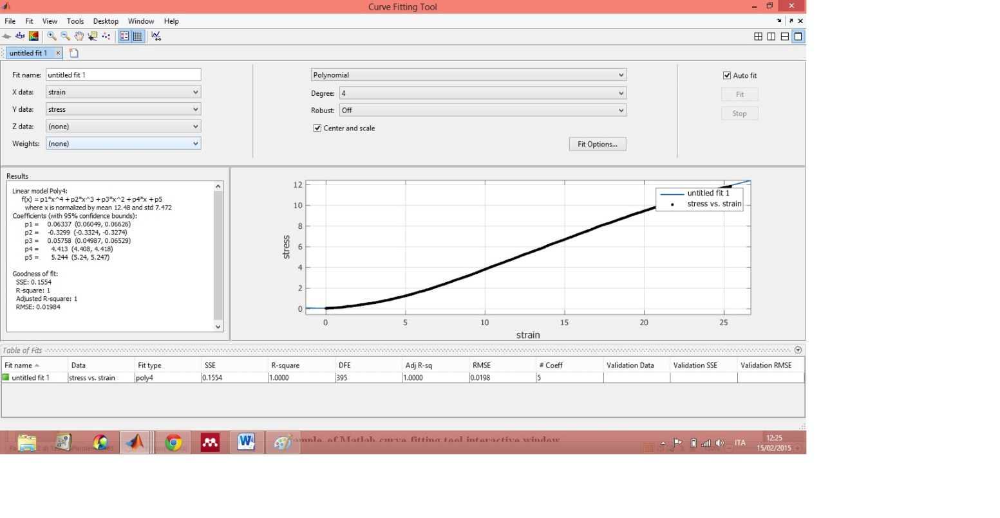 Curve Fitting Tool
File Fit View Tools Desktop Window Help
untitled fit 1
Fit name: untitled fit 1
X data: strain
Y data: stress
Z data: (none)
Weights: (none)
Polynomial
Degree: 4
Robust: Off
Center and scale
Fit Options...
Auto fit
Fit
Stop
Results
Linear model Poly4:
f(x) = p1*x^4 + p2*x^3 + p3*x^2 + p4*x + p5
where x is normalized by mean 12.48 and std 7.472
Coefficients (with 95% confidence bounds):
p1 = 0.06337 (0.06049, 0.06626)
p2 = -0.3299 (-0.3324, -0.3274)
p3 = 0.05758 (0.04987, 0.06529)
p4 = 4.413 (4.408, 4.418)
p5 = 5.244 (5.24, 5.247)
Goodness of fit:
SSE: 0.1554
R-square: 1
Adjusted R-square: 1
RMSE: 0.01984
12
10
8
6
4
2
0
stress
0 5 10 15 20 25
strain
untitled fit 1
stress vs. strain
Table of Fits
Fit name Data Fit type SSE R-square DFE Adj R-sq RMSE # Coeff Validation Data Validation SSE Validation RMSE
untitled fit 1 stress vs. strain poly4 0.1554 1.0000 395 1.0000 0.0198 5
ample of Matlab curve fitting tool interactive window
ITA
12:25
15/02/2015